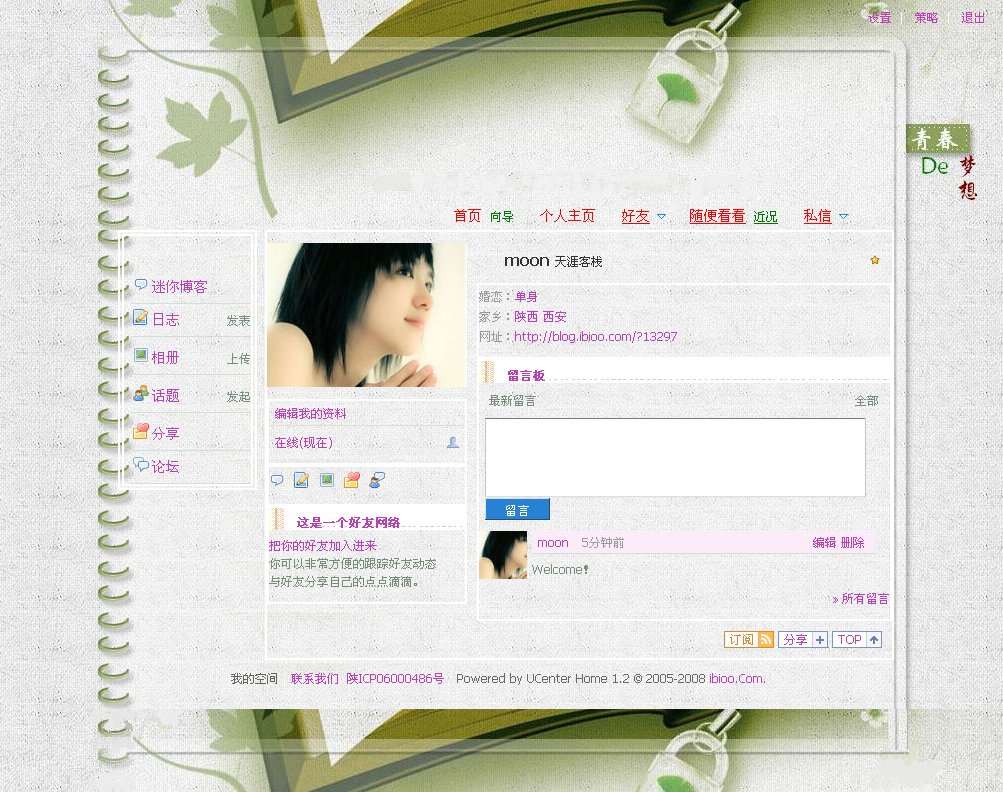 设置 | 策略 退出
青春
De 梦
想
首页 向导 个人主页 好友 随便看看 近况 私信
迷你博客
日志 发表
相册 上传
话题 发起
分享
论坛
编辑我的资料
在线(现在)
这是一个好友网络
把你的好友加入进来
你可以非常方便的跟踪好友动态
与好友分享自己的点点滴滴。
moon 天涯客栈
婚恋：单身
家乡：陕西 西安
网址：http://blog.ibioo.com/?13297
留言板
最新留言 全部
留言
moon 5分钟前 编辑 删除
Welcome!
» 所有留言
订阅 分享 TOP
我的空间 联系我们 陕ICP06000486号 Powered by UCenter Home 1.2 © 2005-2008 ibioo.Com.